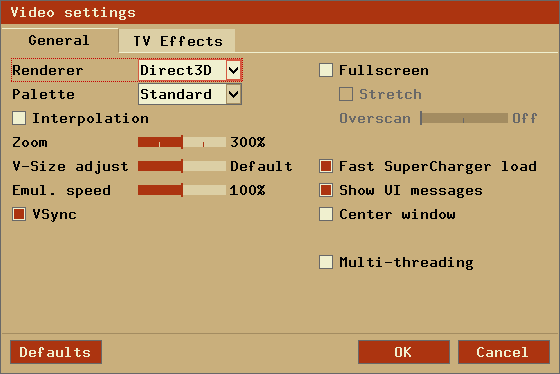 Video settings
General
TV Effects
Renderer
Direct3D
Palette
Standard
Interpolation
Zoom
300%
V-Size adjust
Default
Emul. speed
100%
VSync
Fullscreen
Stretch
Overscan
Off
Fast SuperCharger load
Show UI messages
Center window
Multi-threading
Defaults
OK
Cancel